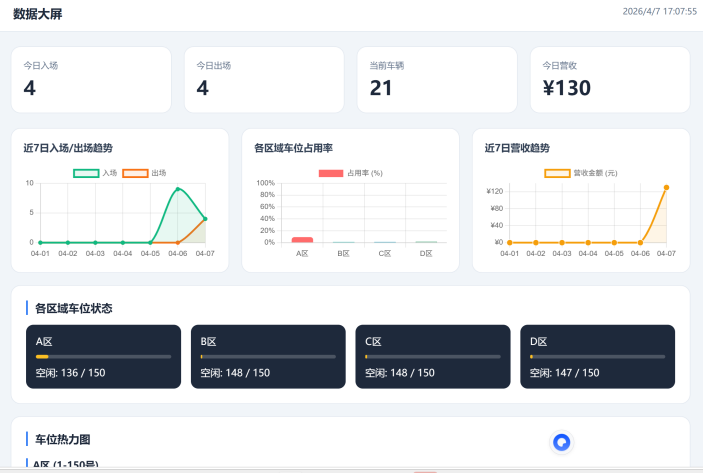 数据大屏
2026/4/7 17:07:55
今日入场
4
今日出场
4
当前车辆
21
今日营收
¥130
近7日入场/出场趋势
入场 出场
10
5
0
04-01 04-02 04-03 04-04 04-05 04-06 04-07
各区域车位占用率
占用率 (%)
100%
80%
60%
40%
20%
0%
A区 B区 C区 D区
近7日营收趋势
营收金额 (元)
¥120
¥80
¥40
¥0
04-01 04-02 04-03 04-04 04-05 04-06 04-07
各区域车位状态
A区
空闲: 136 / 150
B区
空闲: 148 / 150
C区
空闲: 148 / 150
D区
空闲: 147 / 150
车位热力图
A区 (1-150号)